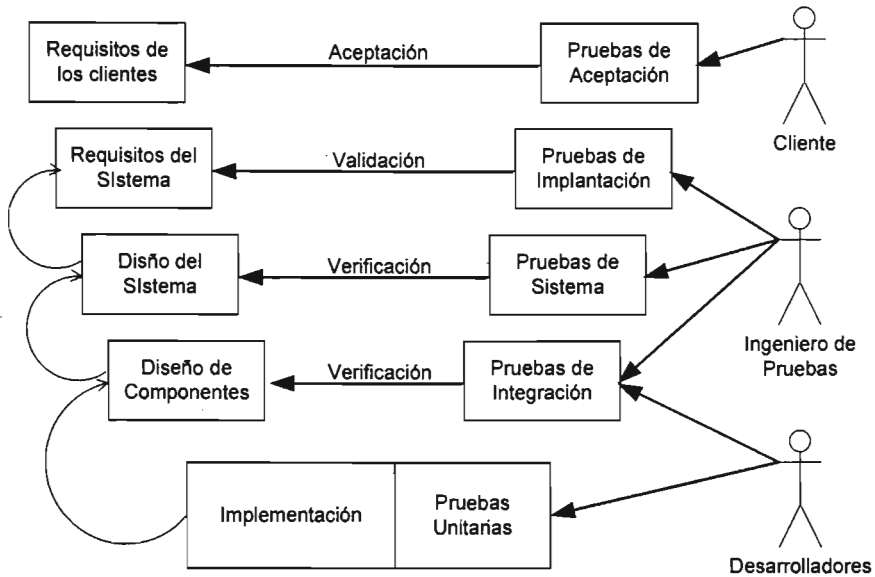 Requisitos de
los clientes
Aceptación
Pruebas de
Aceptación
Cliente
Requisitos del
SIstema
Validación
Pruebas de
Implantación
Disño del
SIstema
Verificación
Pruebas de
Sistema
Ingeniero de
Pruebas
Diseño de
Componentes
Verificación
Pruebas de
Integración
Implementación
Pruebas
Unitarias
Desarrolladores